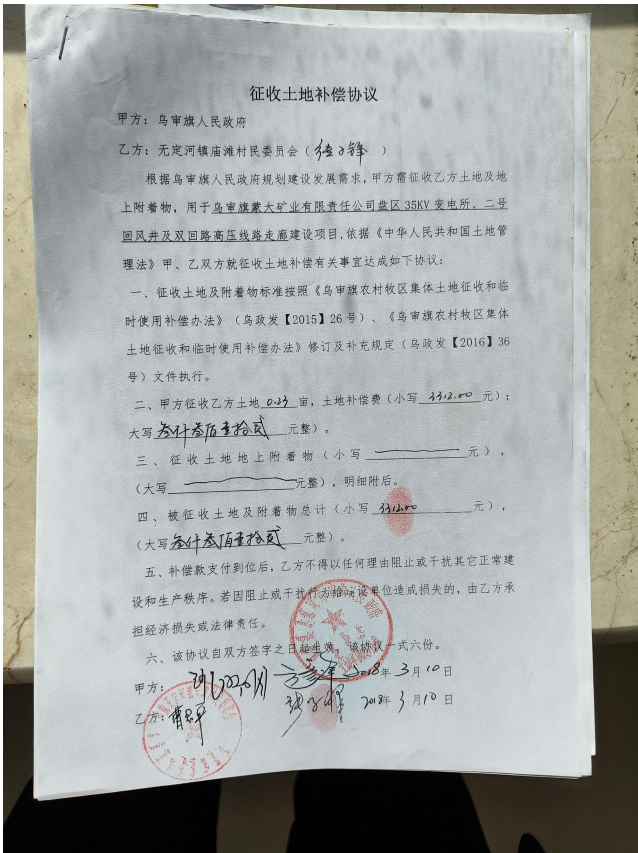 征收土地补偿协议
甲方：乌审旗人民政府
乙方：无定河镇庙滩村民委员会（ ）
根据乌审旗人民政府规划建设发展需求，甲方需征收乙方土地及地
上附着物，用于乌审旗蒙大矿业有限责任公司盘区35KV变电所、二号
回风井及双回路高压线路走廊建设项目，依据《中华人民共和国土地管
理法》甲、乙双方就征收土地补偿有关事宜达成如下协议：
一、征收土地及附着物标准按照《乌审旗农村牧区集体土地征收和临
时使用补偿办法》（乌政发【2015】26号）、《乌审旗农村牧区集体
土地征收和临时使用补偿办法》修订及补充规定（乌政发【2016】36
号）文件执行。
二、甲方征收乙方土地 0.23 亩，土地补偿费（小写 3312.00 元）；
大写 叁仟叁佰壹拾贰 元整）。
三、征收土地地上附着物（小写 元），
（大写 元整），明细附后。
四、被征收土地及附着物总计（小写 3312.00 元），
（大写 叁仟叁佰壹拾贰 元整）。
五、补偿款支付到位后，乙方不得以任何理由阻止或干扰其它正常建
设和生产秩序。若因阻止或干扰行为给建设单位造成损失的，由乙方承
担经济损失或法律责任。
六、该协议自双方签字之日起生效，该协议一式六份。
甲方： 2018年3月10日
乙方： 2018年3月10日